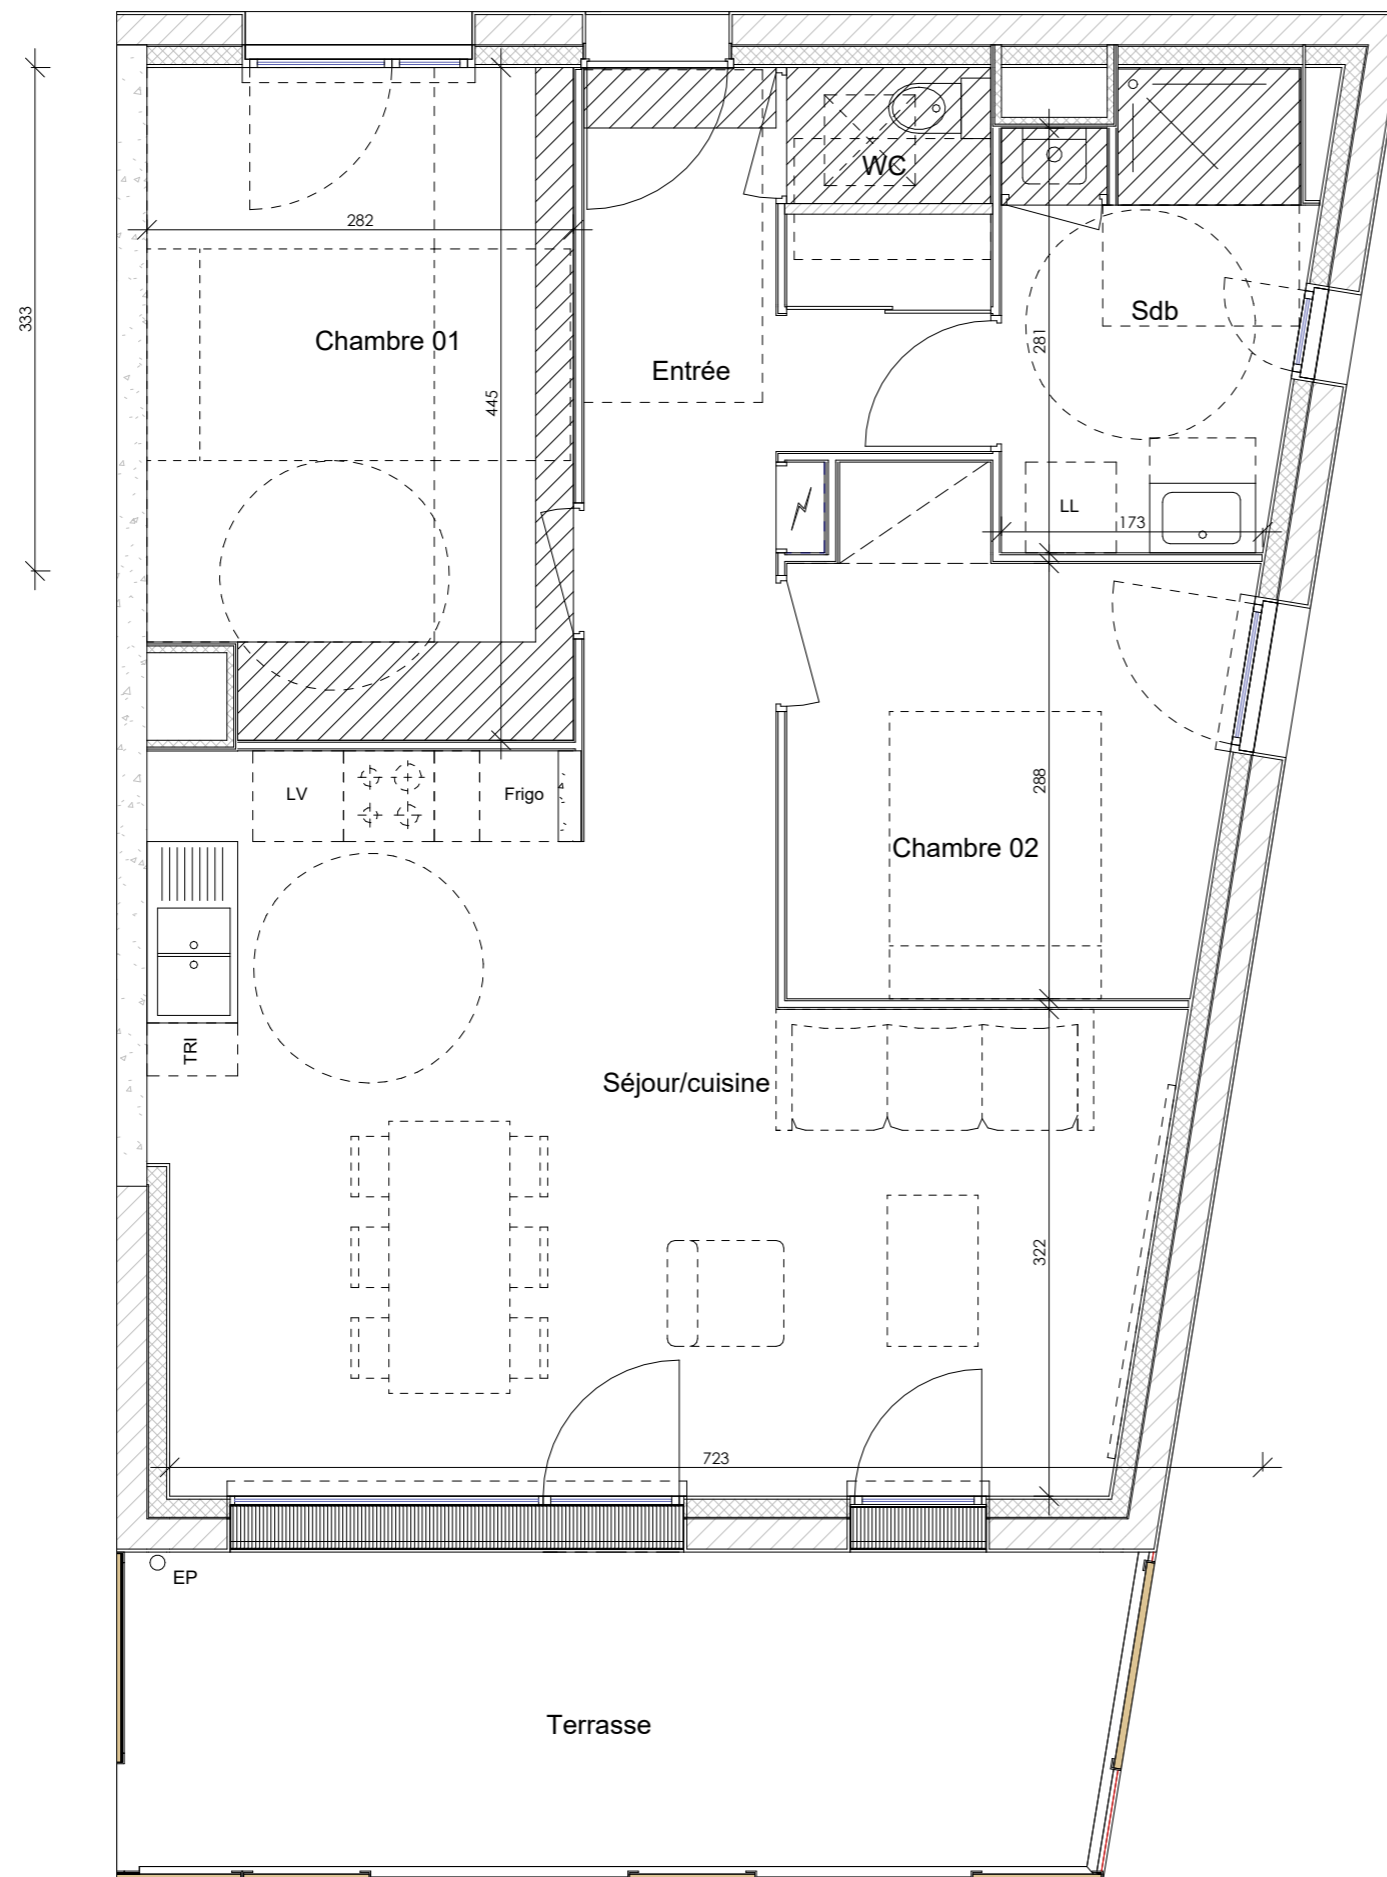 WC
282
Sdb
333
Chambre 01
281
Entrée
445
LL
173
288
LV
Frigo
Chambre 02
TRI
Séjour/cuisine
322
723
EP
Terrasse